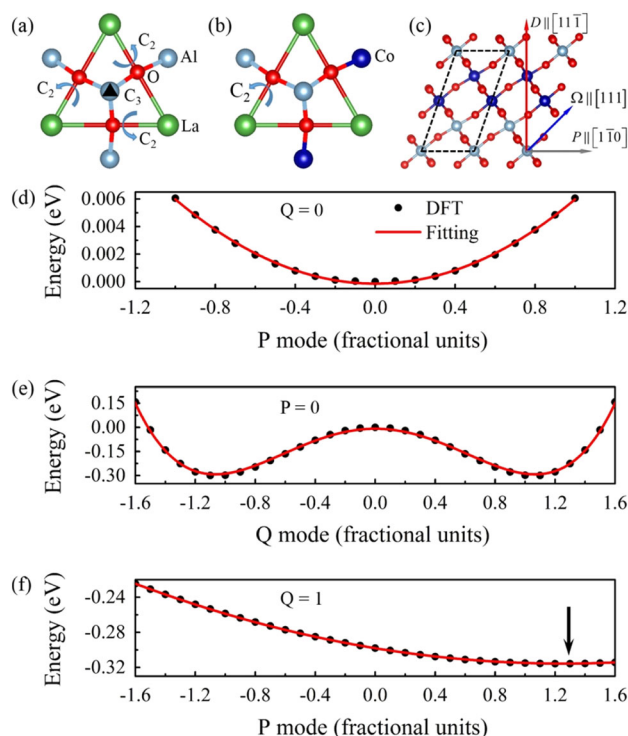 (a) (b) (c)
C₂ Al Co D∥[111̄]
O Ω∥[111]
C₂ C₃ C₂ P∥[11̄0]
C₂ La
(d) 0.006 Q = 0 • DFT
0.004 Fitting
0.002
0.000
Energy (eV)
-1.2 -0.8 -0.4 0.0 0.4 0.8 1.2
P mode (fractional units)
(e) 0.15 P = 0
0.00
-0.15
-0.30
Energy (eV)
-1.6 -1.2 -0.8 -0.4 0.0 0.4 0.8 1.2 1.6
Q mode (fractional units)
(f) -0.24 Q = 1
-0.28
-0.32
Energy (eV)
-1.6 -1.2 -0.8 -0.4 0.0 0.4 0.8 1.2 1.6
P mode (fractional units)